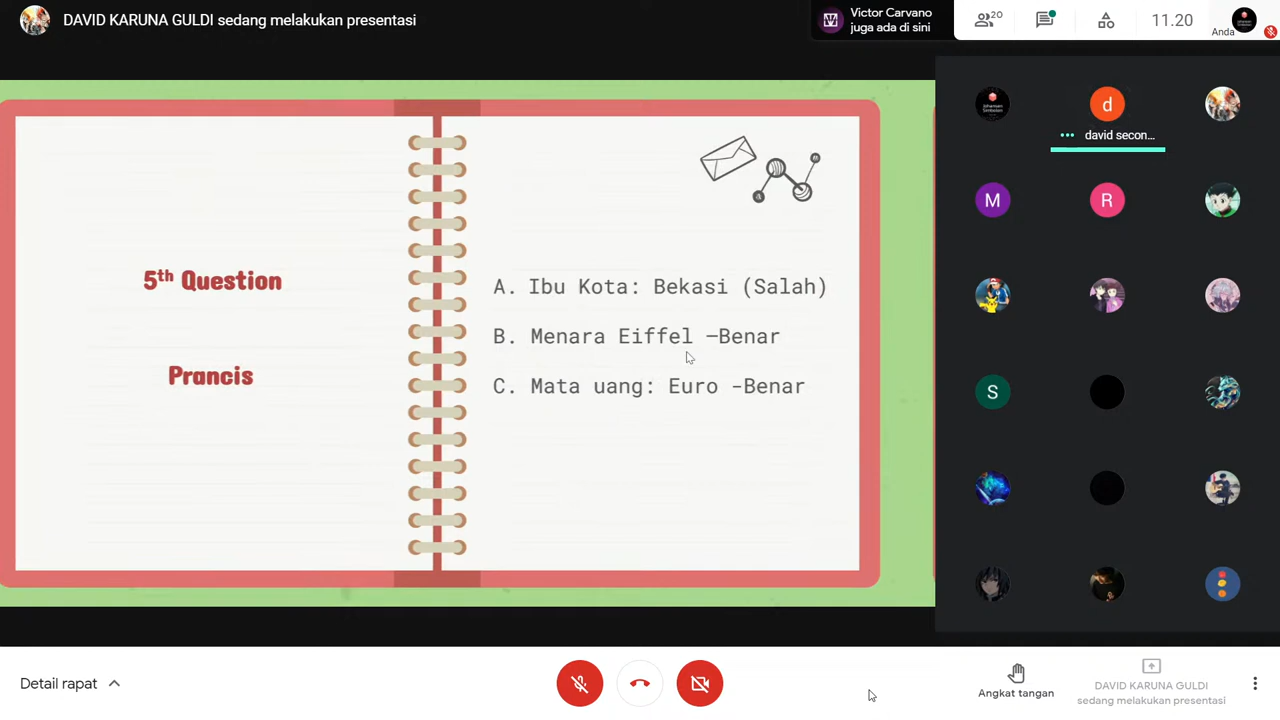 DAVID KARUNA GULDI sedang melakukan presentasi
Victor Carvano
juga ada di sini
20
11.20
Anda
d
david secon...
M
R
S
5th Question
Prancis
A. Ibu Kota: Bekasi (Salah)
B. Menara Eiffel –Benar
C. Mata uang: Euro -Benar
Detail rapat
Angkat tangan
DAVID KARUNA GULDI
sedang melakukan presentasi